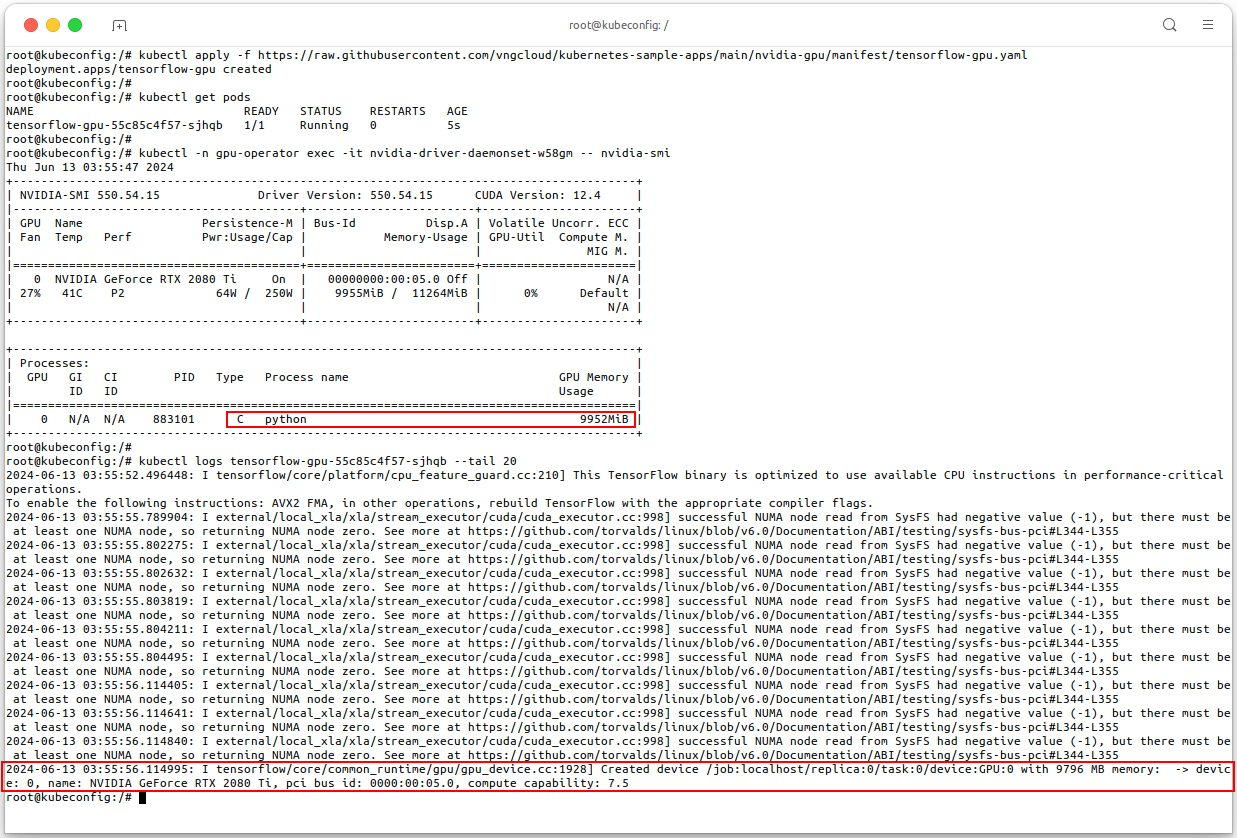 root@kubeconfig: /
root@kubeconfig:/# kubectl apply -f https://raw.githubusercontent.com/vngcloud/kubernetes-sample-apps/main/nvidia-gpu/manifest/tensorflow-gpu.yaml
deployment.apps/tensorflow-gpu created
root@kubeconfig:/#
root@kubeconfig:/# kubectl get pods
NAME                              READY   STATUS    RESTARTS   AGE
tensorflow-gpu-55c85c4f57-sjhqb   1/1     Running   0          5s
root@kubeconfig:/#
root@kubeconfig:/# kubectl -n gpu-operator exec -it nvidia-driver-daemonset-w58gm -- nvidia-smi
Thu Jun 13 03:55:47 2024
+-----------------------------------------------------------------------------------------+
| NVIDIA-SMI 550.54.15              Driver Version: 550.54.15      CUDA Version: 12.4     |
|-----------------------------------------+------------------------+----------------------+
| GPU  Name                 Persistence-M | Bus-Id          Disp.A | Volatile Uncorr. ECC |
| Fan  Temp   Perf          Pwr:Usage/Cap |           Memory-Usage | GPU-Util  Compute M. |
|                                         |                        |               MIG M. |
|=========================================+========================+======================|
|   0  NVIDIA GeForce RTX 2080 Ti     On  |   00000000:00:05.0 Off |                  N/A |
| 27%   41C    P2             64W /  250W |    9955MiB /  11264MiB |      0%      Default |
|                                         |                        |                  N/A |
+-----------------------------------------+------------------------+----------------------+
+-----------------------------------------------------------------------------------------+
| Processes:                                                                              |
|  GPU   GI   CI        PID   Type   Process name                              GPU Memory |
|        ID   ID                                                               Usage      |
|=========================================================================================|
|    0   N/A  N/A    883101      C   python                                       9952MiB |
+-----------------------------------------------------------------------------------------+
root@kubeconfig:/#
root@kubeconfig:/# kubectl logs tensorflow-gpu-55c85c4f57-sjhqb --tail 20
2024-06-13 03:55:52.496448: I tensorflow/core/platform/cpu_feature_guard.cc:210] This TensorFlow binary is optimized to use available CPU instructions in performance-critical
operations.
To enable the following instructions: AVX2 FMA, in other operations, rebuild TensorFlow with the appropriate compiler flags.
2024-06-13 03:55:55.789904: I external/local_xla/xla/stream_executor/cuda/cuda_executor.cc:998] successful NUMA node read from SysFS had negative value (-1), but there must be
 at least one NUMA node, so returning NUMA node zero. See more at https://github.com/torvalds/linux/blob/v6.0/Documentation/ABI/testing/sysfs-bus-pci#L344-L355
2024-06-13 03:55:55.802275: I external/local_xla/xla/stream_executor/cuda/cuda_executor.cc:998] successful NUMA node read from SysFS had negative value (-1), but there must be
 at least one NUMA node, so returning NUMA node zero. See more at https://github.com/torvalds/linux/blob/v6.0/Documentation/ABI/testing/sysfs-bus-pci#L344-L355
2024-06-13 03:55:55.802632: I external/local_xla/xla/stream_executor/cuda/cuda_executor.cc:998] successful NUMA node read from SysFS had negative value (-1), but there must be
 at least one NUMA node, so returning NUMA node zero. See more at https://github.com/torvalds/linux/blob/v6.0/Documentation/ABI/testing/sysfs-bus-pci#L344-L355
2024-06-13 03:55:55.803819: I external/local_xla/xla/stream_executor/cuda/cuda_executor.cc:998] successful NUMA node read from SysFS had negative value (-1), but there must be
 at least one NUMA node, so returning NUMA node zero. See more at https://github.com/torvalds/linux/blob/v6.0/Documentation/ABI/testing/sysfs-bus-pci#L344-L355
2024-06-13 03:55:55.804211: I external/local_xla/xla/stream_executor/cuda/cuda_executor.cc:998] successful NUMA node read from SysFS had negative value (-1), but there must be
 at least one NUMA node, so returning NUMA node zero. See more at https://github.com/torvalds/linux/blob/v6.0/Documentation/ABI/testing/sysfs-bus-pci#L344-L355
2024-06-13 03:55:55.804495: I external/local_xla/xla/stream_executor/cuda/cuda_executor.cc:998] successful NUMA node read from SysFS had negative value (-1), but there must be
 at least one NUMA node, so returning NUMA node zero. See more at https://github.com/torvalds/linux/blob/v6.0/Documentation/ABI/testing/sysfs-bus-pci#L344-L355
2024-06-13 03:55:56.114405: I external/local_xla/xla/stream_executor/cuda/cuda_executor.cc:998] successful NUMA node read from SysFS had negative value (-1), but there must be
 at least one NUMA node, so returning NUMA node zero. See more at https://github.com/torvalds/linux/blob/v6.0/Documentation/ABI/testing/sysfs-bus-pci#L344-L355
2024-06-13 03:55:56.114641: I external/local_xla/xla/stream_executor/cuda/cuda_executor.cc:998] successful NUMA node read from SysFS had negative value (-1), but there must be
 at least one NUMA node, so returning NUMA node zero. See more at https://github.com/torvalds/linux/blob/v6.0/Documentation/ABI/testing/sysfs-bus-pci#L344-L355
2024-06-13 03:55:56.114840: I external/local_xla/xla/stream_executor/cuda/cuda_executor.cc:998] successful NUMA node read from SysFS had negative value (-1), but there must be
 at least one NUMA node, so returning NUMA node zero. See more at https://github.com/torvalds/linux/blob/v6.0/Documentation/ABI/testing/sysfs-bus-pci#L344-L355
2024-06-13 03:55:56.114995: I tensorflow/core/common_runtime/gpu/gpu_device.cc:1928] Created device /job:localhost/replica:0/task:0/device:GPU:0 with 9796 MB memory:  -> devic
e: 0, name: NVIDIA GeForce RTX 2080 Ti, pci bus id: 0000:00:05.0, compute capability: 7.5
root@kubeconfig:/#